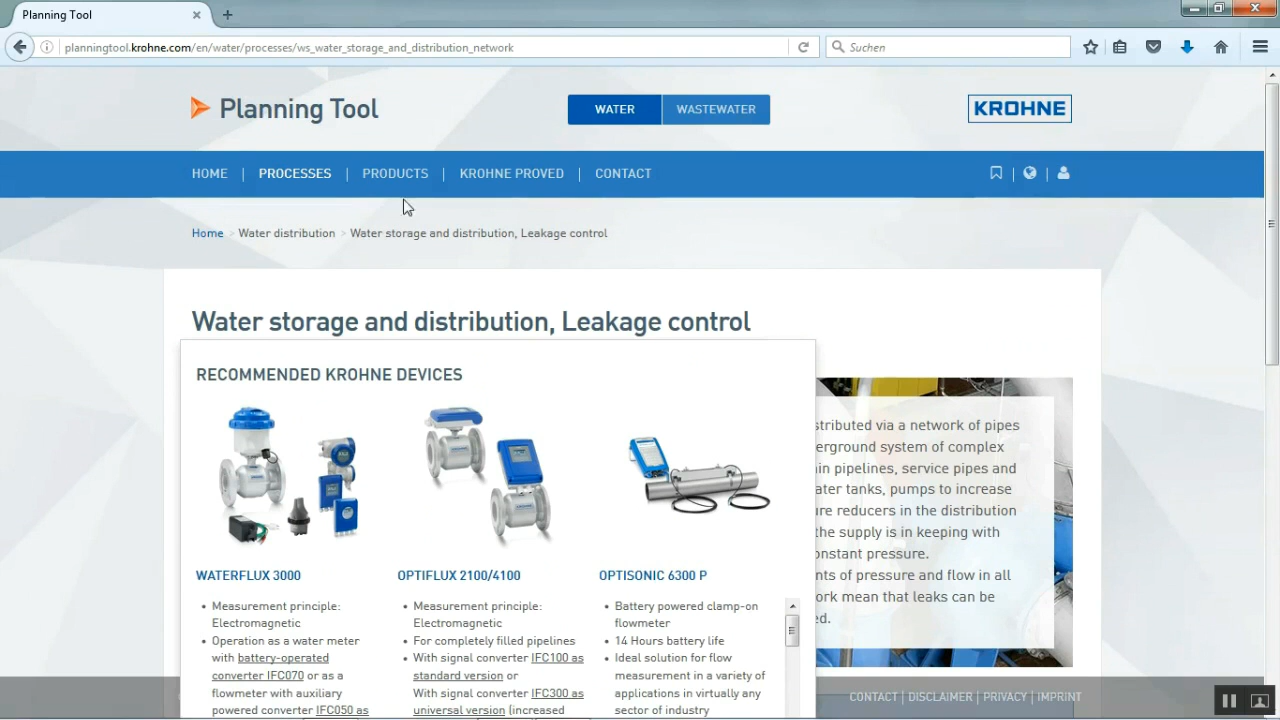 Planning Tool
planningtool.krohne.com/en/water/processes/ws_water_storage_and_distribution_network
Suchen
Planning Tool
WATER
WASTEWATER
KROHNE
HOME | PROCESSES | PRODUCTS | KROHNE PROVED | CONTACT
Home > Water distribution > Water storage and distribution, Leakage control
Water storage and distribution, Leakage control
RECOMMENDED KROHNE DEVICES
WATERFLUX 3000
• Measurement principle:
Electromagnetic
• Operation as a water meter
with battery-operated
converter IFC070 or as a
flowmeter with auxiliary
powered converter IFC050 as
OPTIFLUX 2100/4100
• Measurement principle:
Electromagnetic
• For completely filled pipelines
• With signal converter IFC100 as
standard version or
With signal converter IFC300 as
universal version (increased
OPTISONIC 6300 P
• Battery powered clamp-on
flowmeter
• 14 Hours battery life
• Ideal solution for flow
measurement in a variety of
applications in virtually any
sector of industry
stributed via a network of pipes
erground system of complex
in pipelines, service pipes and
ater tanks, pumps to increase
ure reducers in the distribution
the supply is in keeping with
onstant pressure.
nts of pressure and flow in all
ork mean that leaks can be
ed.
CONTACT | DISCLAIMER | PRIVACY | IMPRINT